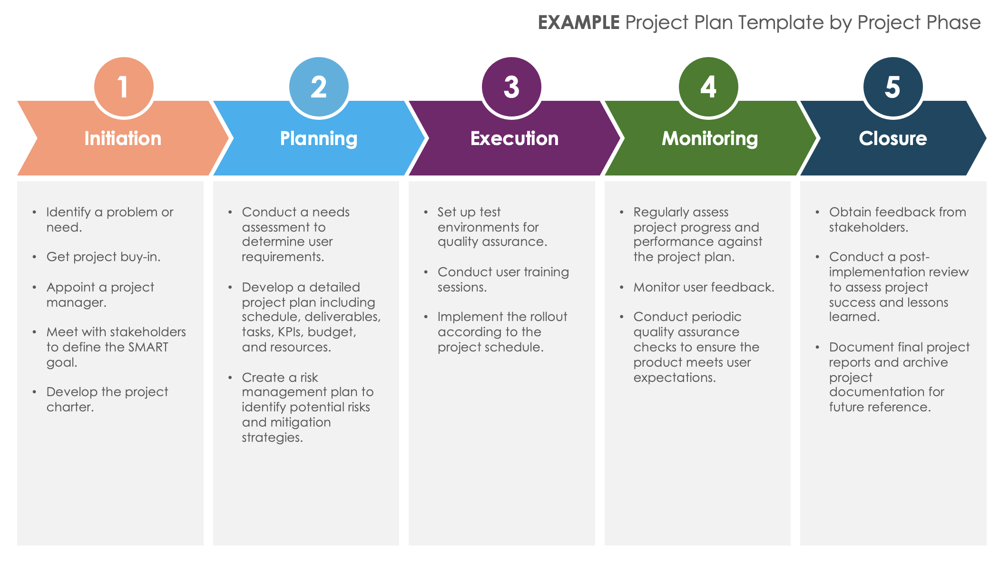 EXAMPLE Project Plan Template by Project Phase
1
Initiation
• Identify a problem or
need.
• Get project buy-in.
• Appoint a project
manager.
• Meet with stakeholders
to define the SMART
goal.
• Develop the project
charter.
2
Planning
• Conduct a needs
assessment to
determine user
requirements.
• Develop a detailed
project plan including
schedule, deliverables,
tasks, KPIs, budget,
and resources.
• Create a risk
management plan to
identify potential risks
and mitigation
strategies.
3
Execution
• Set up test
environments for
quality assurance.
• Conduct user training
sessions.
• Implement the rollout
according to the
project schedule.
4
Monitoring
• Regularly assess
project progress and
performance against
the project plan.
• Monitor user feedback.
• Conduct periodic
quality assurance
checks to ensure the
product meets user
expectations.
5
Closure
• Obtain feedback from
stakeholders.
• Conduct a post-
implementation review
to assess project
success and lessons
learned.
• Document final project
reports and archive
project
documentation for
future reference.